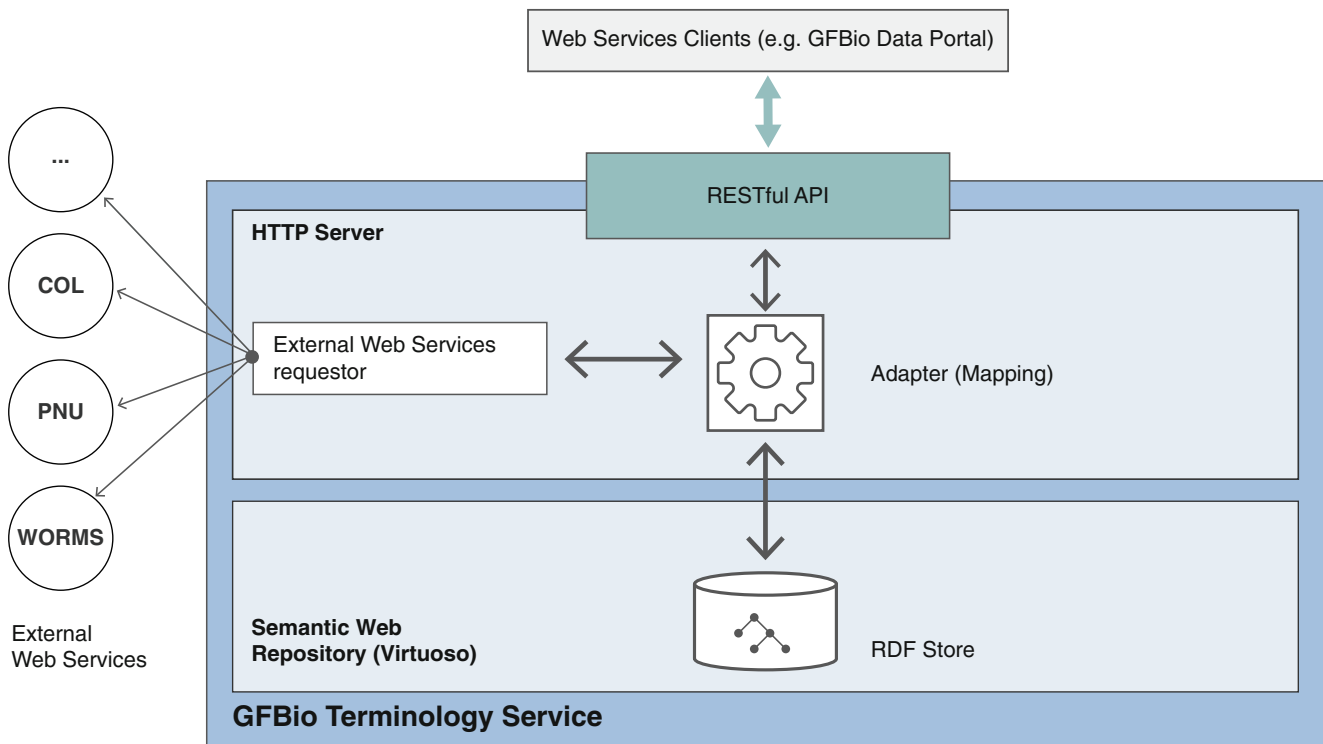 Web Services Clients (e.g. GFBio Data Portal)
...
RESTful API
HTTP Server
COL
External Web Services
requestor
Adapter (Mapping)
PNU
WORMS
External
Web Services
Semantic Web
Repository (Virtuoso)
RDF Store
GFBio Terminology Service